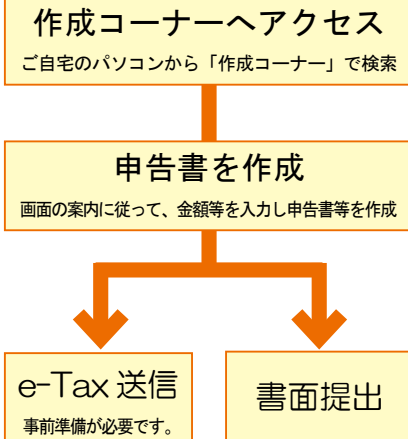 作成コーナーへアクセス
ご自宅のパソコンから「作成コーナー」で検索
申告書を作成
画面の案内に従って、金額等を入力し申告書等を作成
e-Tax 送信
事前準備が必要です。
書面提出